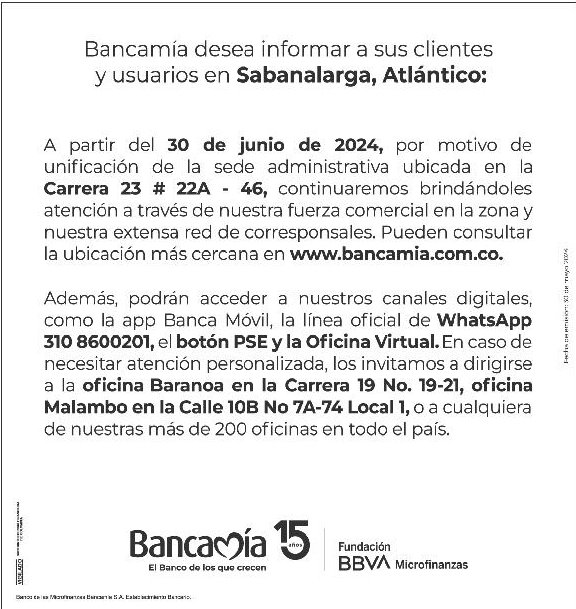 Bancamía desea informar a sus clientes
y usuarios en Sabanalarga, Atlántico:
A partir del 30 de junio de 2024, por motivo de
unificación de la sede administrativa ubicada en la
Carrera 23 # 22A - 46, continuaremos brindándoles
atención a través de nuestra fuerza comercial en la zona y
nuestra extensa red de corresponsales. Pueden consultar
la ubicación más cercana en www.bancamia.com.co.
Además, podrán acceder a nuestros canales digitales,
como la app Banca Móvil, la línea oficial de WhatsApp
310 8600201, el botón PSE y la Oficina Virtual. En caso de
necesitar atención personalizada, los invitamos a dirigirse
a la oficina Baranoa en la Carrera 19 No. 19-21, oficina
Malambo en la Calle 10B No 7A-74 Local 1, o a cualquiera
de nuestras más de 200 oficinas en todo el país.
Fecha de emisión: 30 de mayo 2024
Bancamía 15
años
El Banco de los que crecen
Fundación
BBVA Microfinanzas
VIGILADO
Banco de las Microfinanzas Bancamía S.A. Establecimiento Bancario.